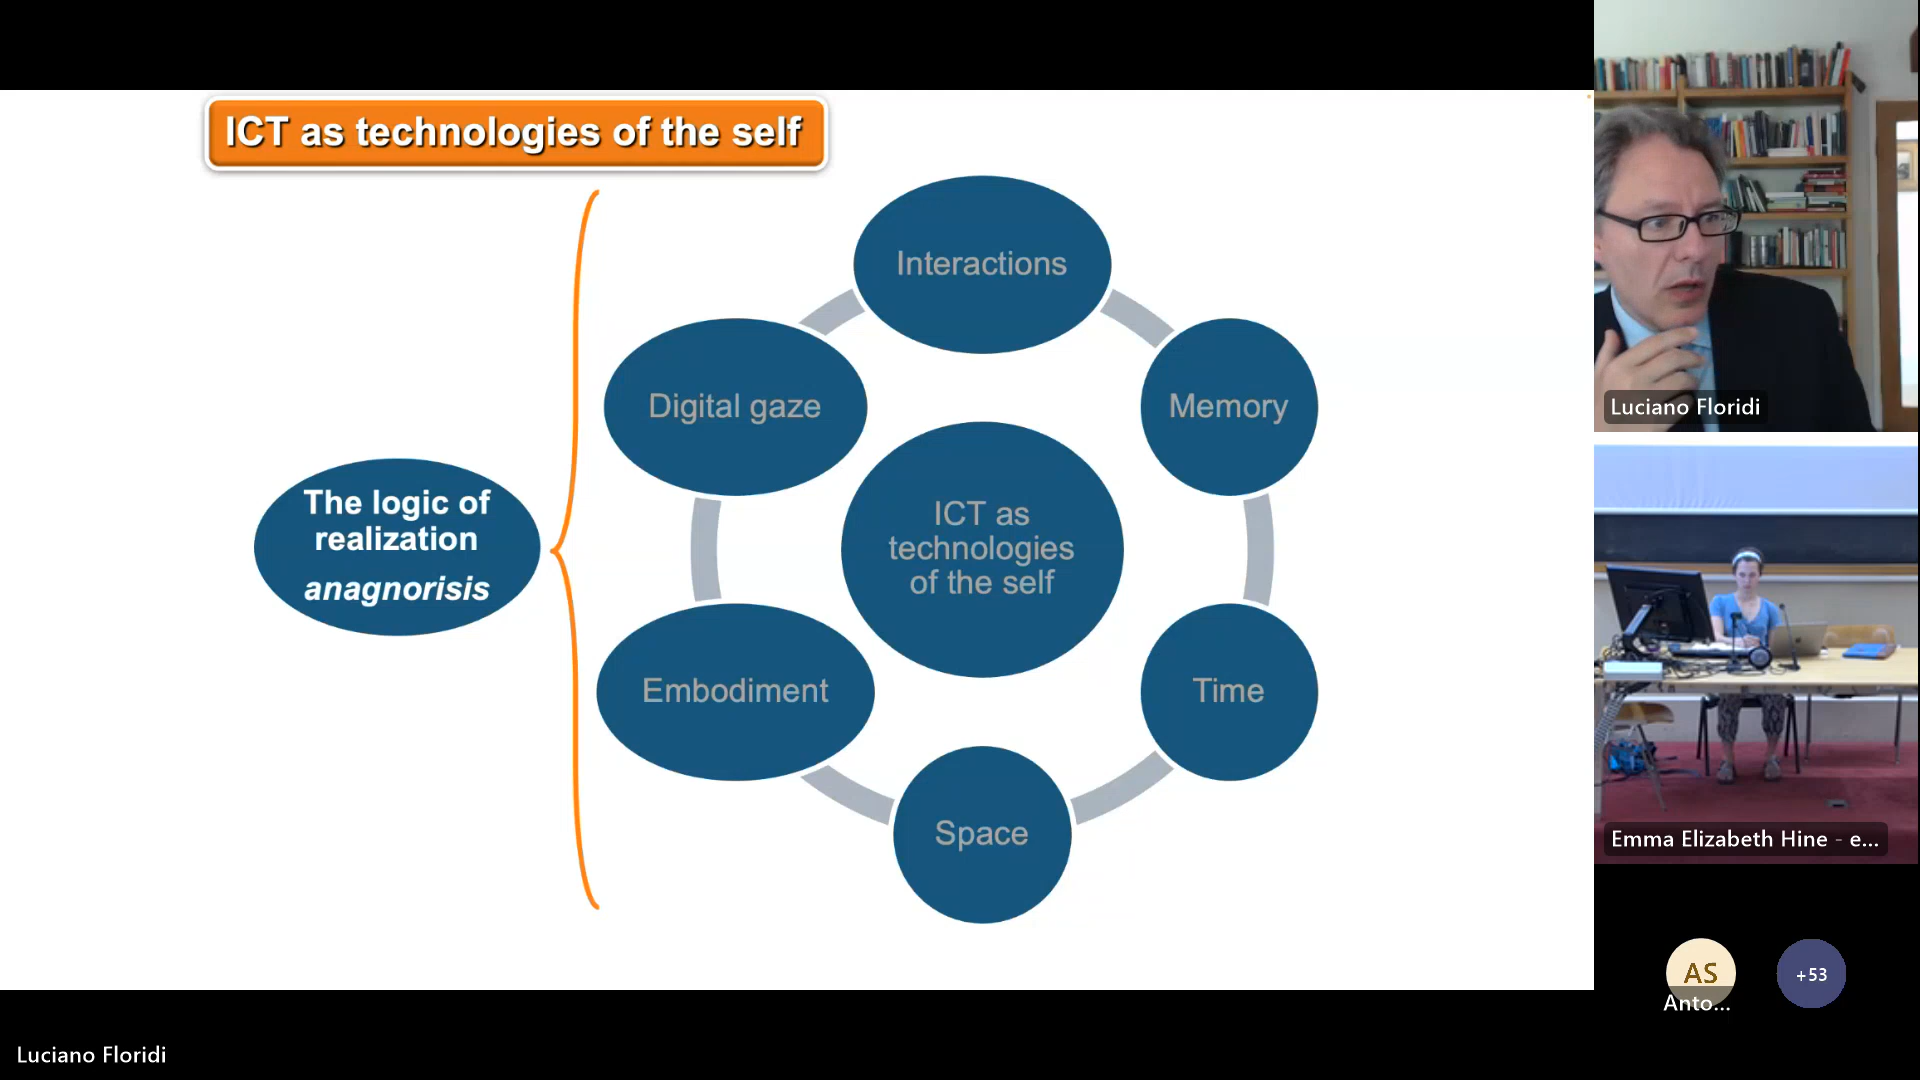 ICT as technologies of the self
Interactions
Digital gaze
Memory
The logic of
realization
anagnorisis
ICT as
technologies
of the self
Embodiment
Time
Space
Luciano Floridi
Emma Elizabeth Hine - e...
AS
Anto...
+53
Luciano Floridi